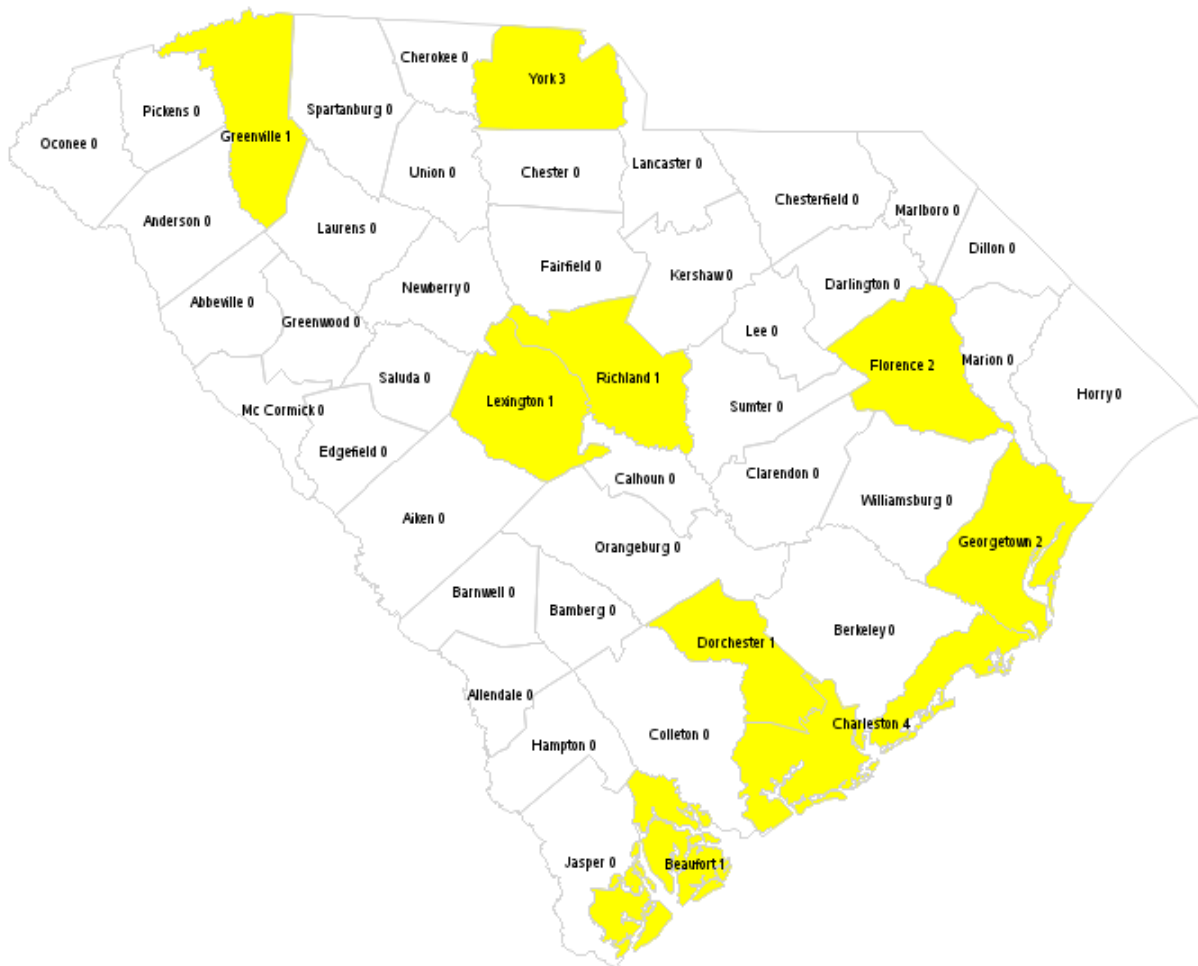 Cherokee 0
York 3
Pickens 0
Spartanburg 0
Greenville 1
Oconee 0
Union 0
Chester 0
Lancaster 0
Chesterfield 0
Marlboro 0
Anderson 0
Laurens 0
Dillon 0
Fairfield 0
Kershaw 0
Newberry 0
Darlington 0
Abbeville 0
Greenwood 0
Lee 0
Marion 0
Florence 2
Saluda 0
Richland 1
Horry 0
Lexington 1
Sumter 0
Mc Cormick 0
Edgefield 0
Calhoun 0
Clarendon 0
Williamsburg 0
Aiken 0
Orangeburg 0
Georgetown 2
Barnwell 0
Bamberg 0
Berkeley 0
Dorchester 1
Allendale 0
Charleston 4
Colleton 0
Hampton 0
Jasper 0
Beaufort 1